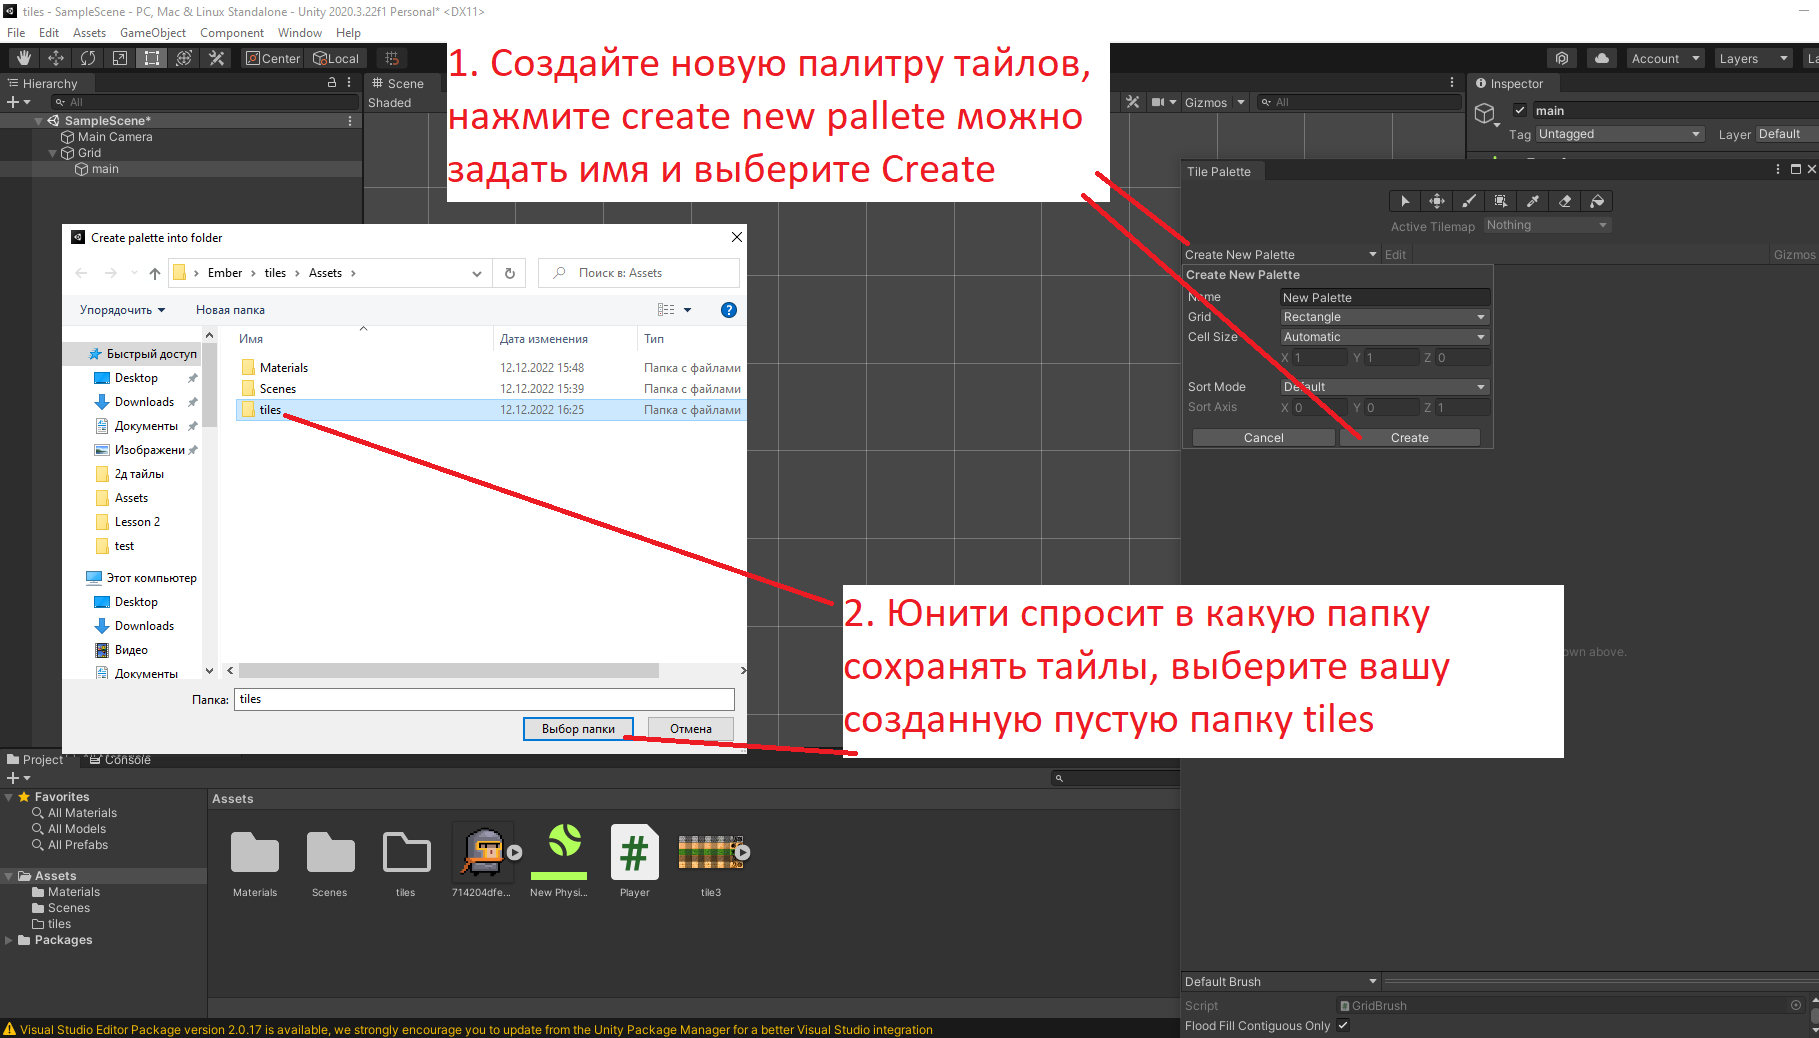 tiles - SampleScene - PC, Mac & Linux Standalone - Unity 2020.3.22f1 Personal* <DX11>
File Edit Assets GameObject Component Window Help
Center Local
Account Layers La
1. Создайте новую палитру тайлов,
нажмите create new pallete можно
задать имя и выберите Create
Hierarchy
All
SampleScene*
Main Camera
Grid
main
Scene
Shaded
Gizmos All
Inspector
main
Tag Untagged Layer Default
Tile Palette
Active Tilemap Nothing
Create New Palette Edit Gizmos
Create New Palette
Name New Palette
Grid Rectangle
Cell Size Automatic
X 1 Y 1 Z 0
Sort Mode Default
Sort Axis X 0 Y 0 Z 1
Cancel Create
Create palette into folder
Ember tiles Assets
Поиск в: Assets
Упорядочить Новая папка
Имя Дата изменения Тип
Быстрый доступ
Desktop
Downloads
Документы
Изображени
2д тайлы
Assets
Lesson 2
test
Этот компьютер
Desktop
Downloads
Видео
Документы
Materials 12.12.2022 15:48 Папка с файлами
Scenes 12.12.2022 15:39 Папка с файлами
tiles 12.12.2022 16:25 Папка с файлами
Папка: tiles
Выбор папки Отмена
2. Юнити спросит в какую папку
сохранять тайлы, выберите вашу
созданную пустую папку tiles
own above.
Project Console
Favorites
All Materials
All Models
All Prefabs
Assets
Materials
Scenes
tiles
Packages
Assets
Materials Scenes tiles 714204dfe... New Physi... Player tile3
Default Brush
Script GridBrush
Flood Fill Contiguous Only
Visual Studio Editor Package version 2.0.17 is available, we strongly encourage you to update from the Unity Package Manager for a better Visual Studio integration